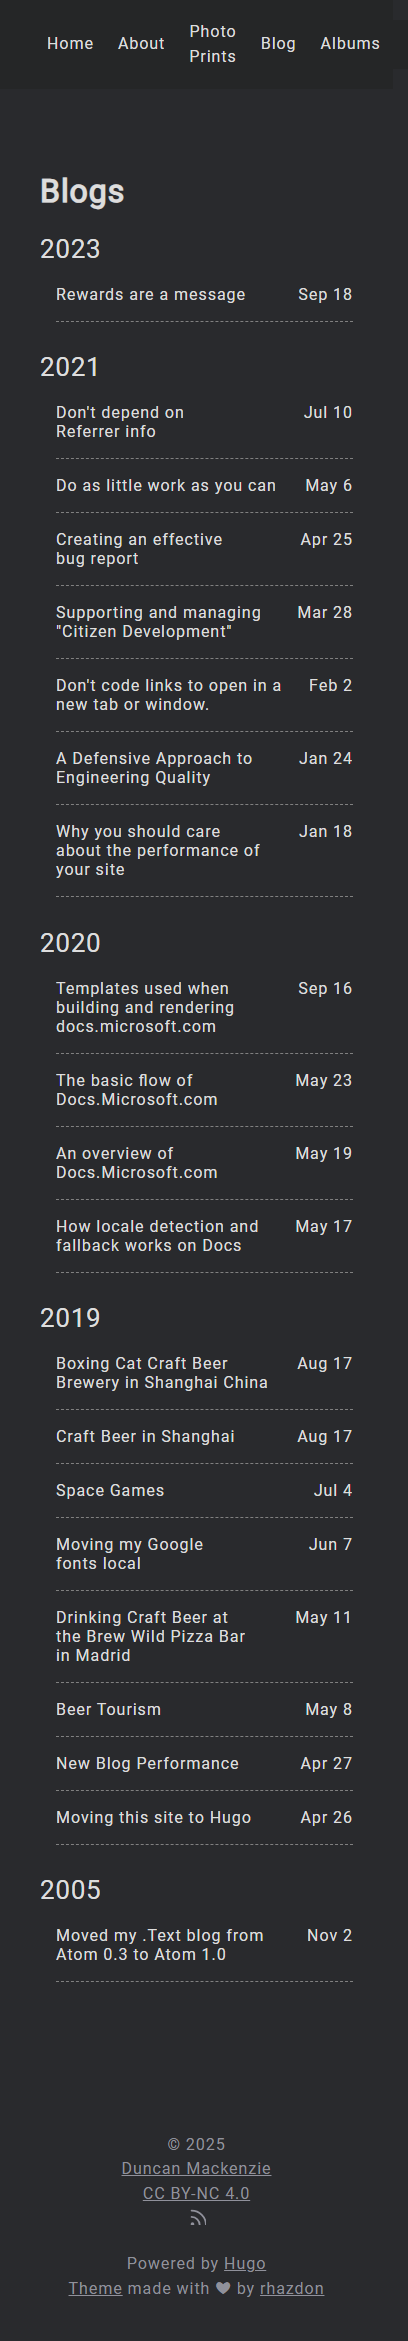 Home About Photo Prints Blog Albums
Blogs
2023
Rewards are a message Sep 18
2021
Don't depend on Jul 10
Referrer info
Do as little work as you can May 6
Creating an effective Apr 25
bug report
Supporting and managing Mar 28
"Citizen Development"
Don't code links to open in a Feb 2
new tab or window.
A Defensive Approach to Jan 24
Engineering Quality
Why you should care Jan 18
about the performance of
your site
2020
Templates used when Sep 16
building and rendering
docs.microsoft.com
The basic flow of May 23
Docs.Microsoft.com
An overview of May 19
Docs.Microsoft.com
How locale detection and May 17
fallback works on Docs
2019
Boxing Cat Craft Beer Aug 17
Brewery in Shanghai China
Craft Beer in Shanghai Aug 17
Space Games Jul 4
Moving my Google Jun 7
fonts local
Drinking Craft Beer at May 11
the Brew Wild Pizza Bar
in Madrid
Beer Tourism May 8
New Blog Performance Apr 27
Moving this site to Hugo Apr 26
2005
Moved my .Text blog from Nov 2
Atom 0.3 to Atom 1.0
© 2025
Duncan Mackenzie
CC BY-NC 4.0
Powered by Hugo
Theme made with ♥ by rhazdon